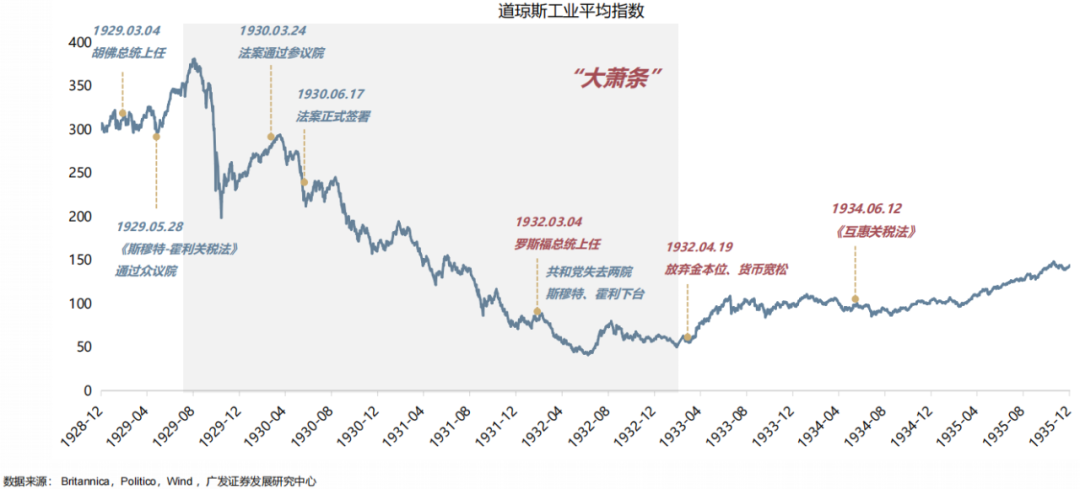 道琼斯工业平均指数
400
350
300
250
200
150
100
50
0
1929.03.04
胡佛总统上任
1929.05.28
《斯穆特-霍利关税法》
通过众议院
1930.03.24
法案通过参议院
1930.06.17
法案正式签署
“大萧条”
1932.03.04
罗斯福总统上任
共和党失去两院
斯穆特、霍利下台
1932.04.19
放弃金本位、货币宽松
1934.06.12
《互惠关税法》
1928-12
1929-04
1929-08
1929-12
1930-04
1930-08
1930-12
1931-04
1931-08
1931-12
1932-04
1932-08
1932-12
1933-04
1933-08
1933-12
1934-04
1934-08
1934-12
1935-04
1935-08
1935-12
数据来源： Britannica，Politico，Wind ，广发证券发展研究中心